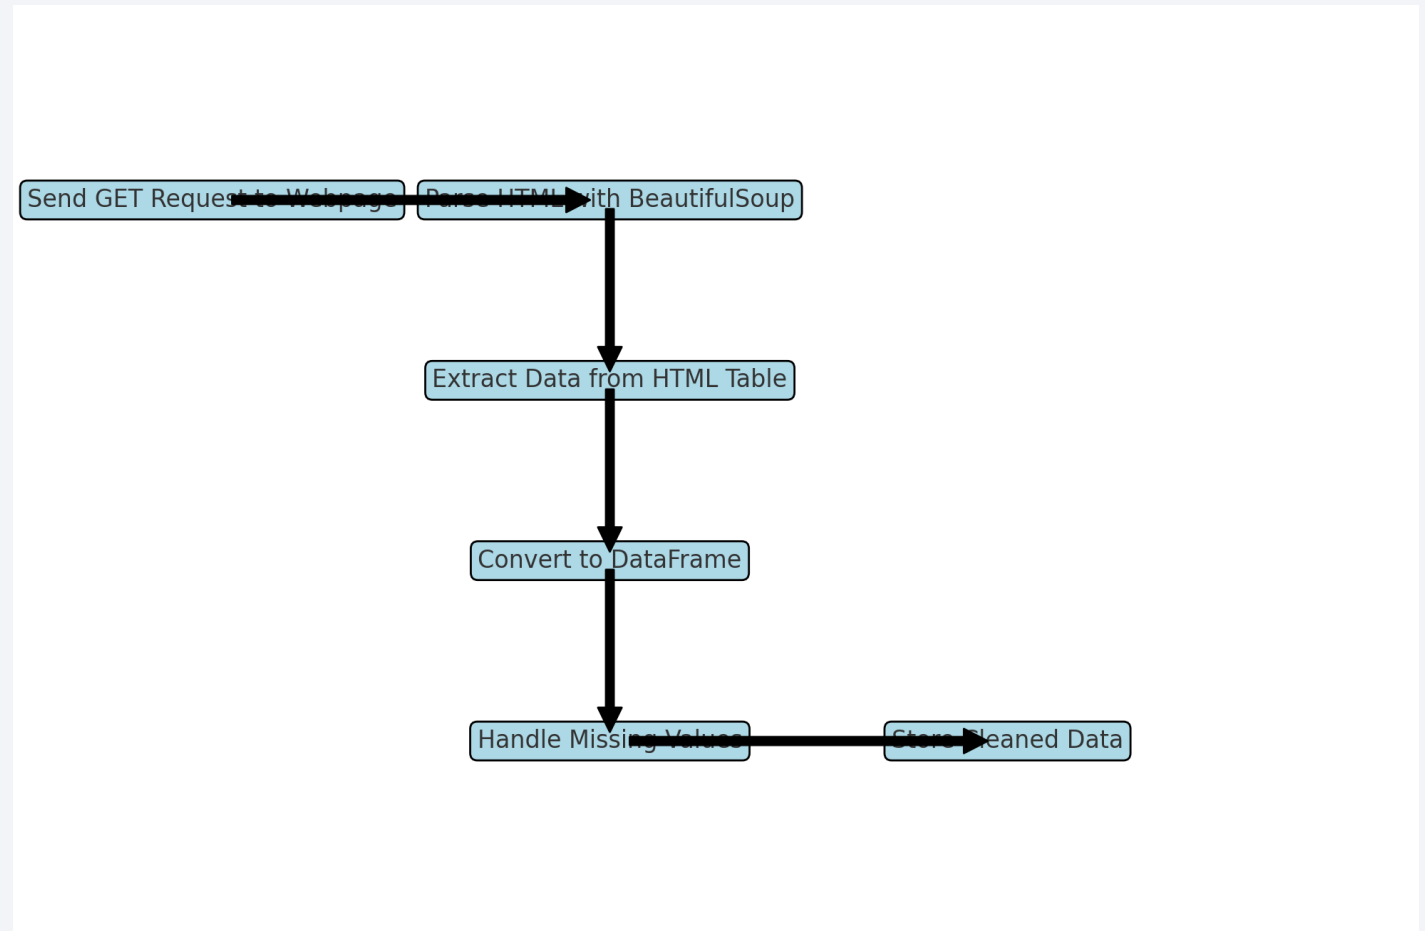 Send GET Request to Webpage
Parse HTML with BeautifulSoup
Extract Data from HTML Table
Convert to DataFrame
Handle Missing Values
Store Cleaned Data